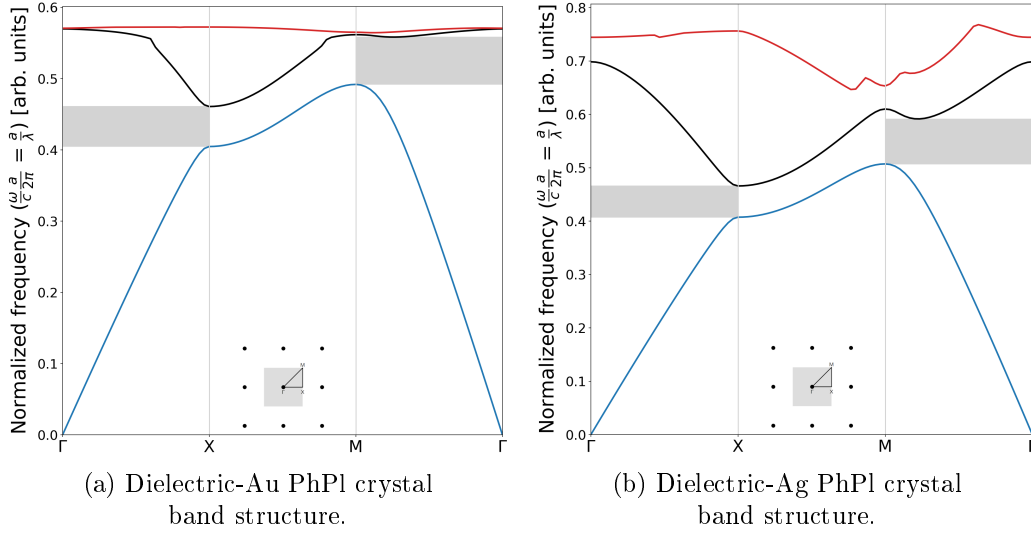 Normalized frequency (ω/c a/2π = a/λ) [arb. units]
0.6
0.5
0.4
0.3
0.2
0.1
0.0
Γ X M Γ
M
Γ X
(a) Dielectric-Au PhPl crystal
band structure.
Normalized frequency (ω/c a/2π = a/λ) [arb. units]
0.8
0.7
0.6
0.5
0.4
0.3
0.2
0.1
0.0
Γ X M
M
Γ X
(b) Dielectric-Ag PhPl crystal
band structure.